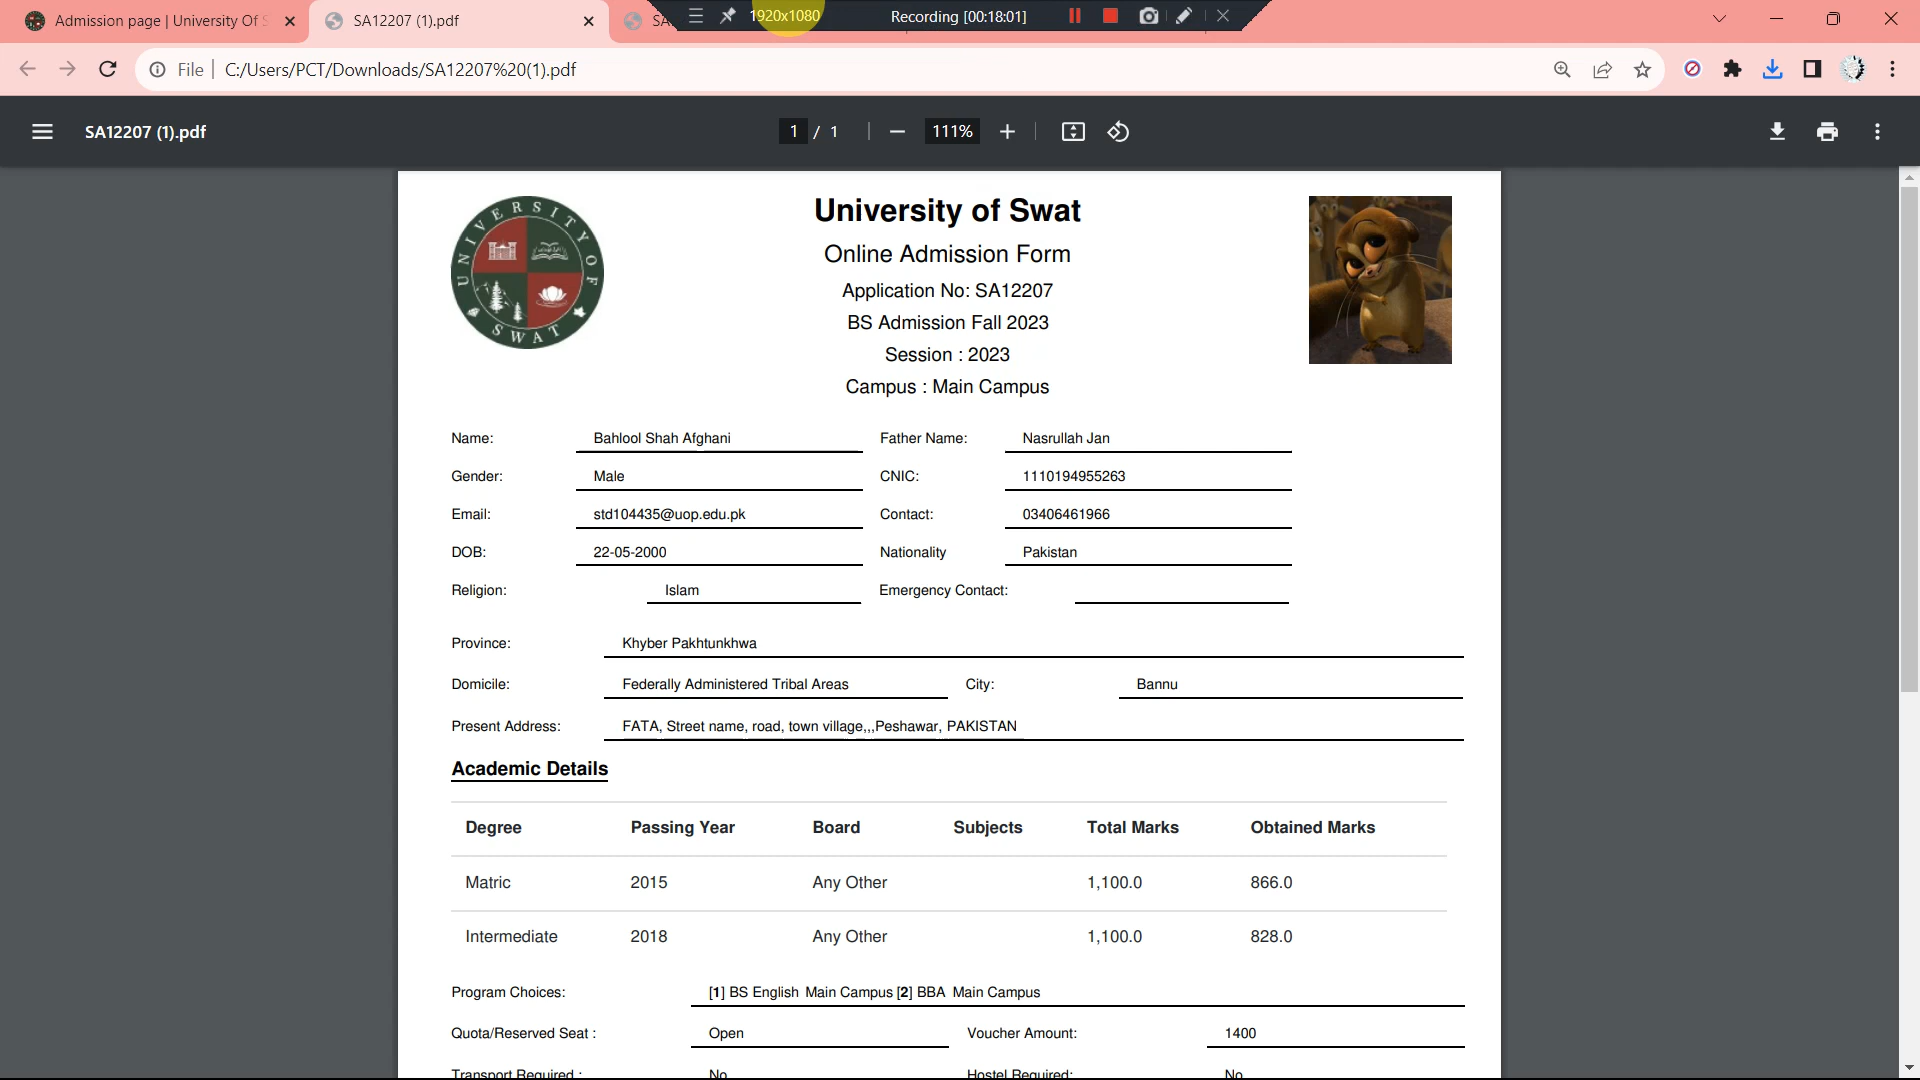 Admission page | University Of S
SA12207 (1).pdf
SA
1920x1080
Recording [00:18:01]
File
C:/Users/PCT/Downloads/SA12207%20(1).pdf
SA12207 (1).pdf
1 / 1
111%
UNIVERSITY OF SWAT
University of Swat
Online Admission Form
Application No: SA12207
BS Admission Fall 2023
Session : 2023
Campus : Main Campus
Name: Bahlool Shah Afghani Father Name: Nasrullah Jan
Gender: Male CNIC: 1110194955263
Email: std104435@uop.edu.pk Contact: 03406461966
DOB: 22-05-2000 Nationality Pakistan
Religion: Islam Emergency Contact:
Province: Khyber Pakhtunkhwa
Domicile: Federally Administered Tribal Areas City: Bannu
Present Address: FATA, Street name, road, town village,,,Peshawar, PAKISTAN
Academic Details
Degree Passing Year Board Subjects Total Marks Obtained Marks
Matric 2015 Any Other 1,100.0 866.0
Intermediate 2018 Any Other 1,100.0 828.0
Program Choices: [1] BS English Main Campus [2] BBA Main Campus
Quota/Reserved Seat : Open Voucher Amount: 1400
Transport Required : No Hostel Required: No